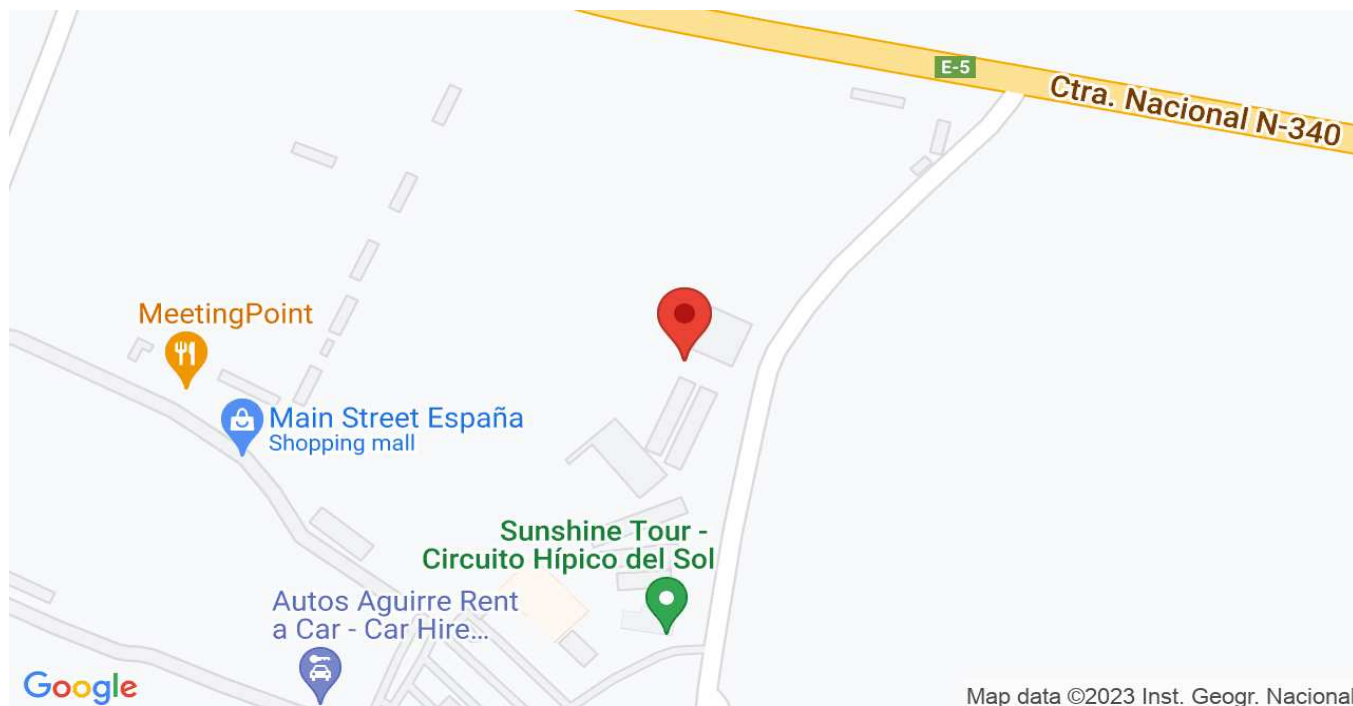 E-5
Ctra. Nacional N-340
MeetingPoint
Main Street España
Shopping mall
Sunshine Tour -
Circuito Hípico del Sol
Autos Aguirre Rent
a Car - Car Hire...
Google
Map data ©2023 Inst. Geogr. Nacional